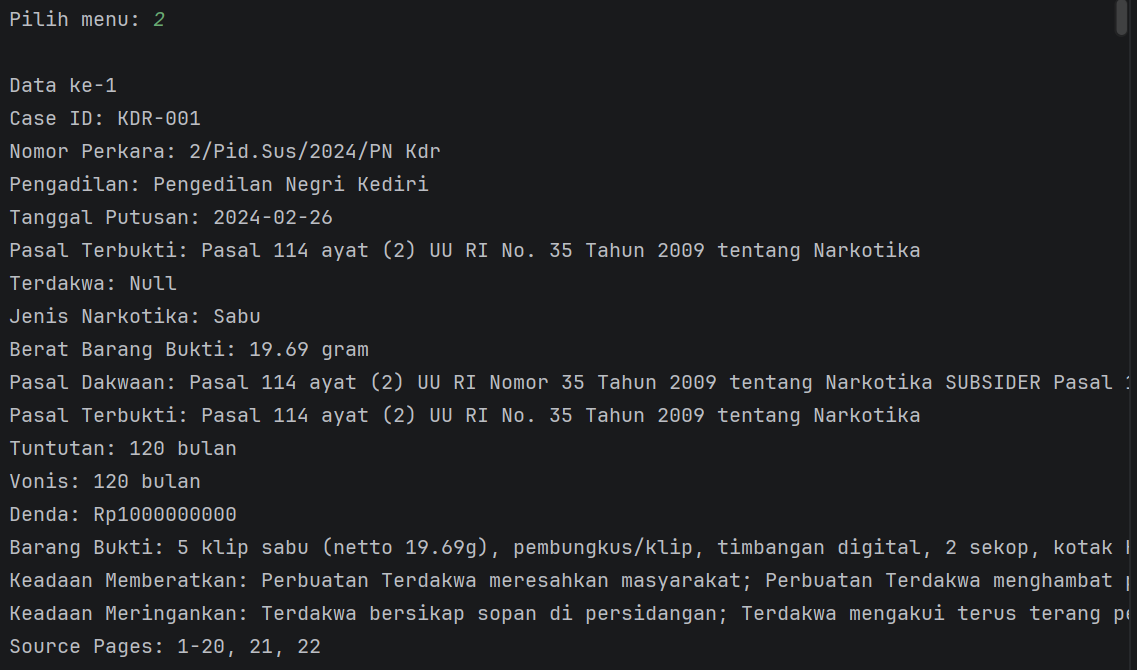 Pilih menu: 2
Data ke-1
Case ID: KDR-001
Nomor Perkara: 2/Pid.Sus/2024/PN Kdr
Pengadilan: Pengedilan Negri Kediri
Tanggal Putusan: 2024-02-26
Pasal Terbukti: Pasal 114 ayat (2) UU RI No. 35 Tahun 2009 tentang Narkotika
Terdakwa: Null
Jenis Narkotika: Sabu
Berat Barang Bukti: 19.69 gram
Pasal Dakwaan: Pasal 114 ayat (2) UU RI Nomor 35 Tahun 2009 tentang Narkotika SUBSIDER Pasal
Pasal Terbukti: Pasal 114 ayat (2) UU RI No. 35 Tahun 2009 tentang Narkotika
Tuntutan: 120 bulan
Vonis: 120 bulan
Denda: Rp1000000000
Barang Bukti: 5 klip sabu (netto 19.69g), pembungkus/klip, timbangan digital, 2 sekop, kotak
Keadaan Memberatkan: Perbuatan Terdakwa meresahkan masyarakat; Perbuatan Terdakwa menghambat
Keadaan Meringankan: Terdakwa bersikap sopan di persidangan; Terdakwa mengakui terus terang
Source Pages: 1-20, 21, 22